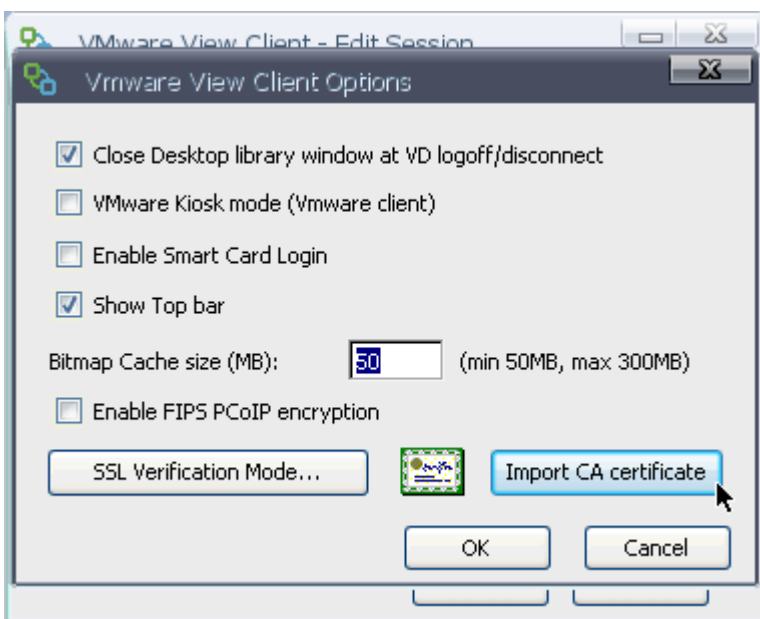 VMware View Client - Edit Session
Vmware View Client Options
Close Desktop library window at VD logoff/disconnect
VMware Kiosk mode (Vmware client)
Enable Smart Card Login
Show Top bar
Bitmap Cache size (MB): 50 (min 50MB, max 300MB)
Enable FIPS PCoIP encryption
SSL Verification Mode... Import CA certificate
OK Cancel